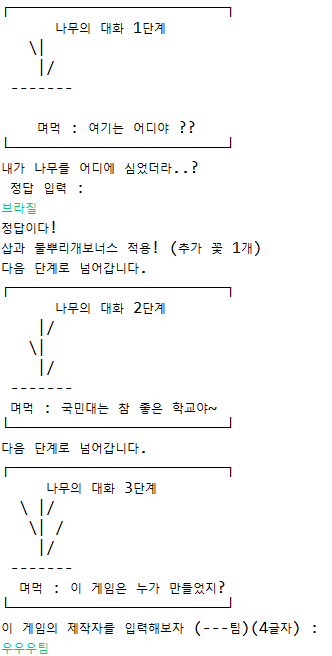 나무의 대화 1단계
\|
|/
-------
며먹 : 여기는 어디야 ??
내가 나무를 어디에 심었더라..?
정답 입력 :
브라질
정답이다!
삽과 물뿌리개보너스 적용! (추가 꽃 1개)
다음 단계로 넘어갑니다.
나무의 대화 2단계
|/
\|
|/
-------
며먹 : 국민대는 참 좋은 학교야~
다음 단계로 넘어갑니다.
나무의 대화 3단계
\ |/
\| /
|/
-------
며먹 : 이 게임은 누가 만들었지?
이 게임의 제작자를 입력해보자 (---팀)(4글자) :
우우우팀